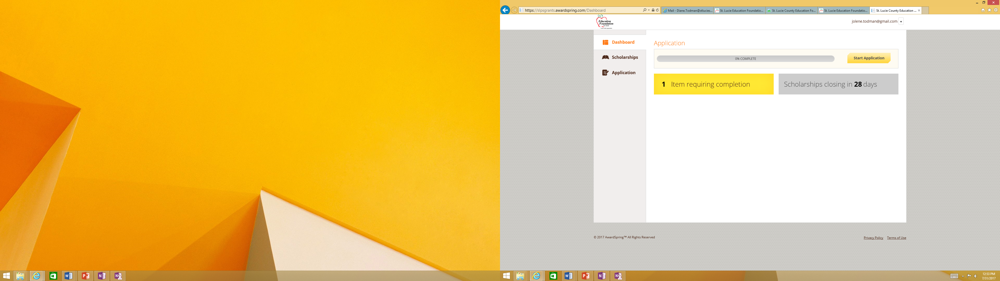 https://slpsgrants.awardspring.com/Dashboard
Mail - Diane.Todman@stlucies...
St. Lucie Education Foundatio...
St. Lucie County Education Fo...
St. Lucie Education Foundatio...
St. Lucie County Education ...
Education
Foundation
St. Lucie
jolene.todman@gmail.com
Dashboard
Scholarships
Application
Application
0% COMPLETE
Start Application
1 Item requiring completion
Scholarships closing in 28 days
© 2017 AwardSpring™ All Rights Reserved
Privacy Policy
Terms of Use
12:53 PM
7/31/2017